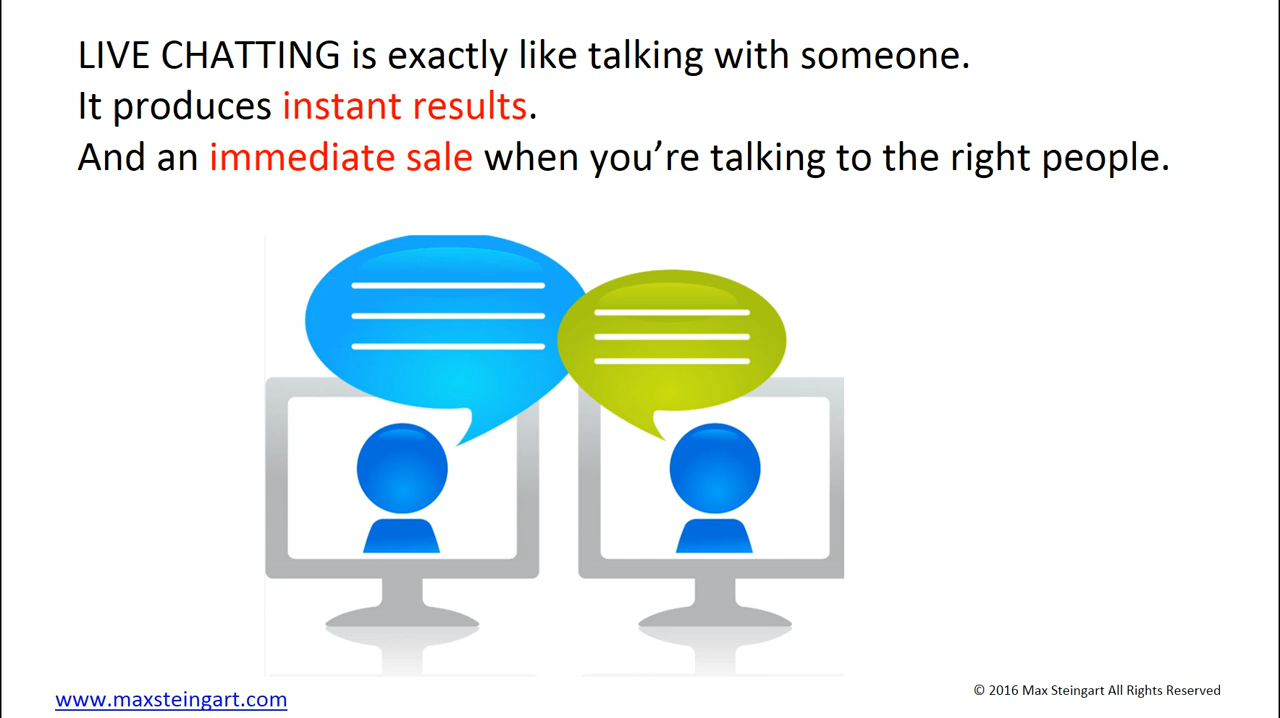 LIVE CHATTING is exactly like talking with someone.
It produces instant results.
And an immediate sale when you’re talking to the right people.
www.maxsteingart.com
© 2016 Max Steingart All Rights Reserved